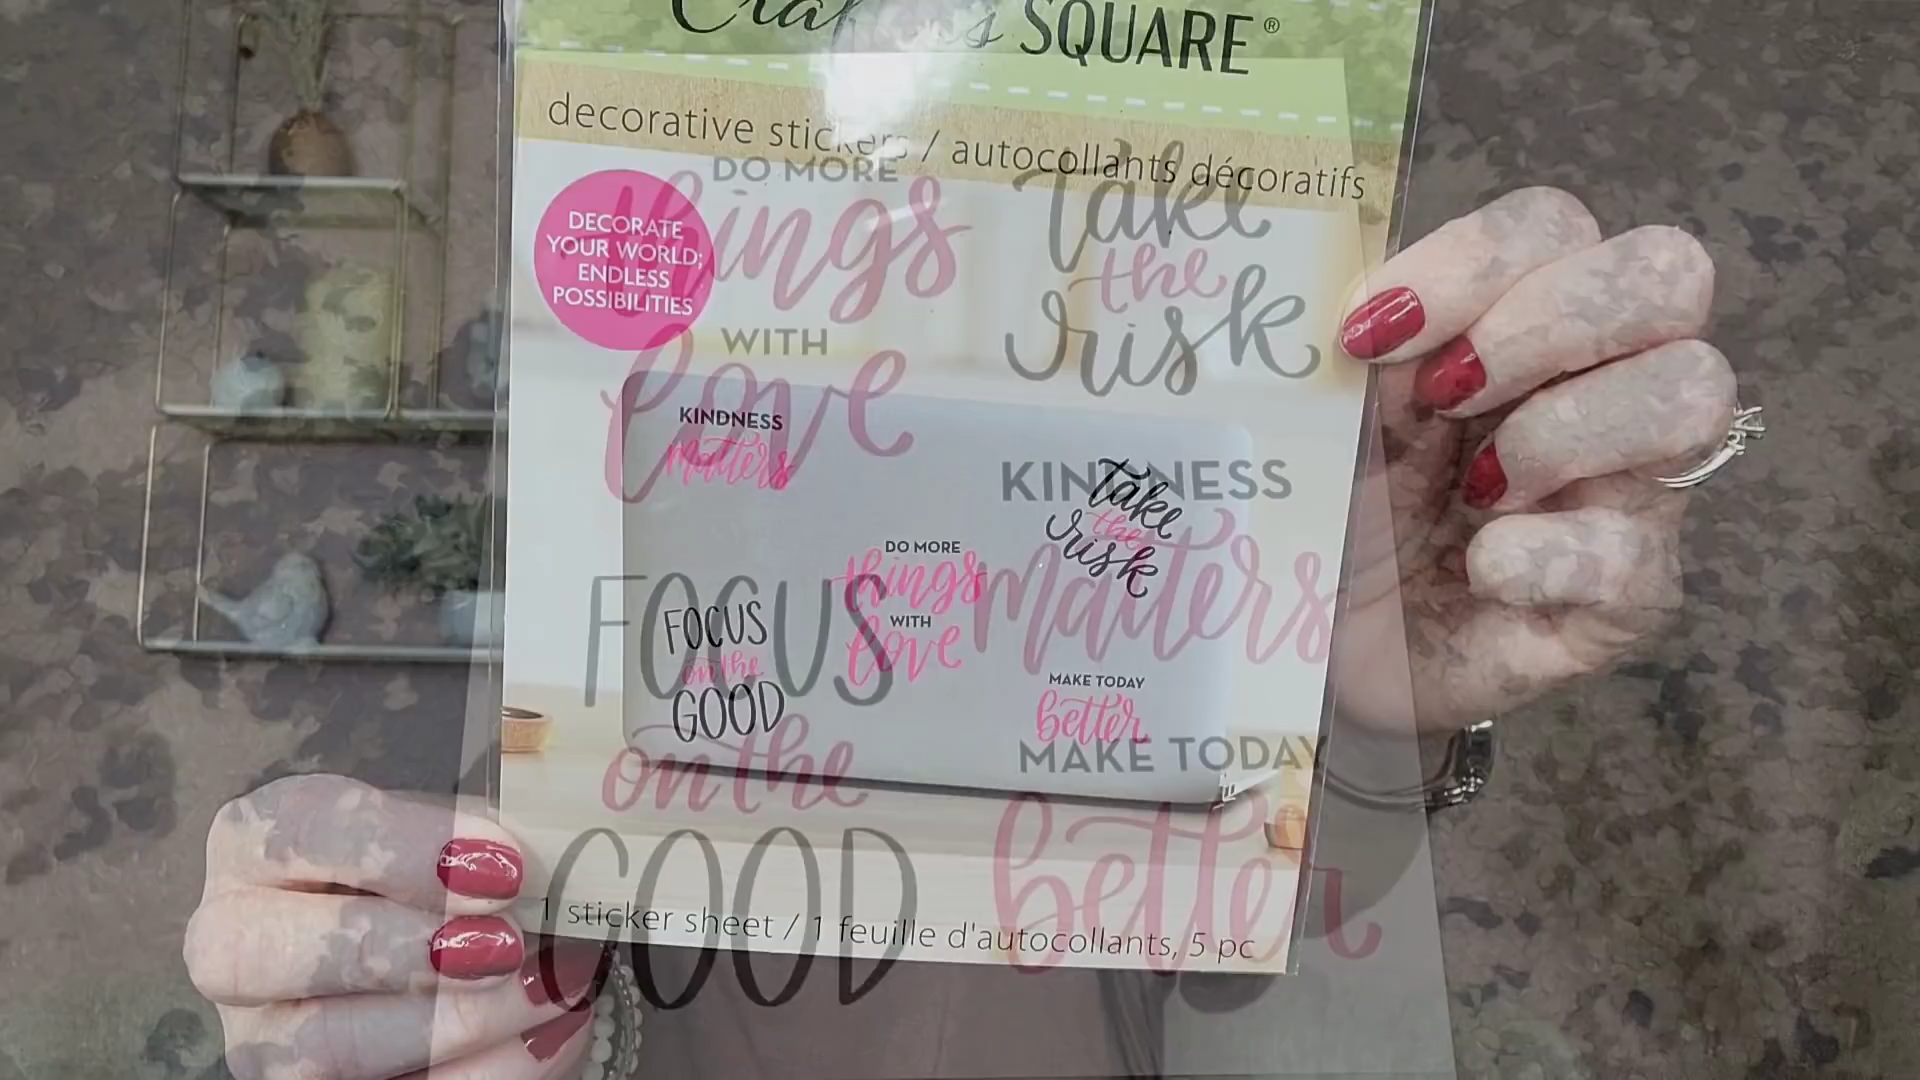 Crafter's SQUARE®
decorative stickers / autocollants décoratifs
DECORATE
YOUR WORLD;
ENDLESS
POSSIBILITIES
DO MORE
things
WITH
love
Take
the
risk
KINDNESS
matters
FOCUS
on the
GOOD
MAKE TODAY
better
KINDNESS
matters
Take
the
risk
DO MORE
things
WITH
love
FOCUS
on the
GOOD
MAKE TODAY
better
1 sticker sheet / 1 feuille d'autocollants, 5 pc